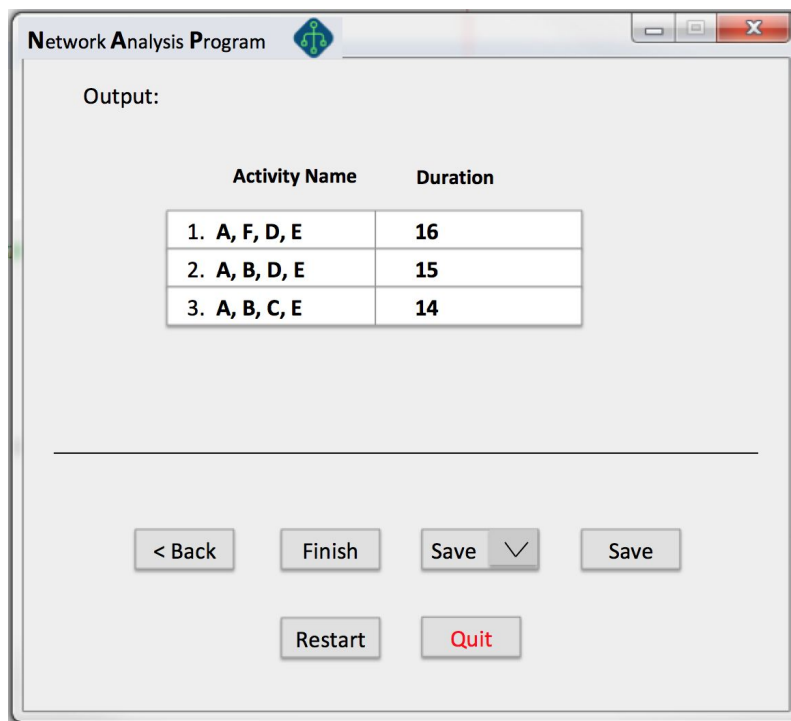 Network Analysis Program
Output:
Activity Name Duration
1. A, F, D, E 16
2. A, B, D, E 15
3. A, B, C, E 14
< Back Finish Save Save
Restart Quit